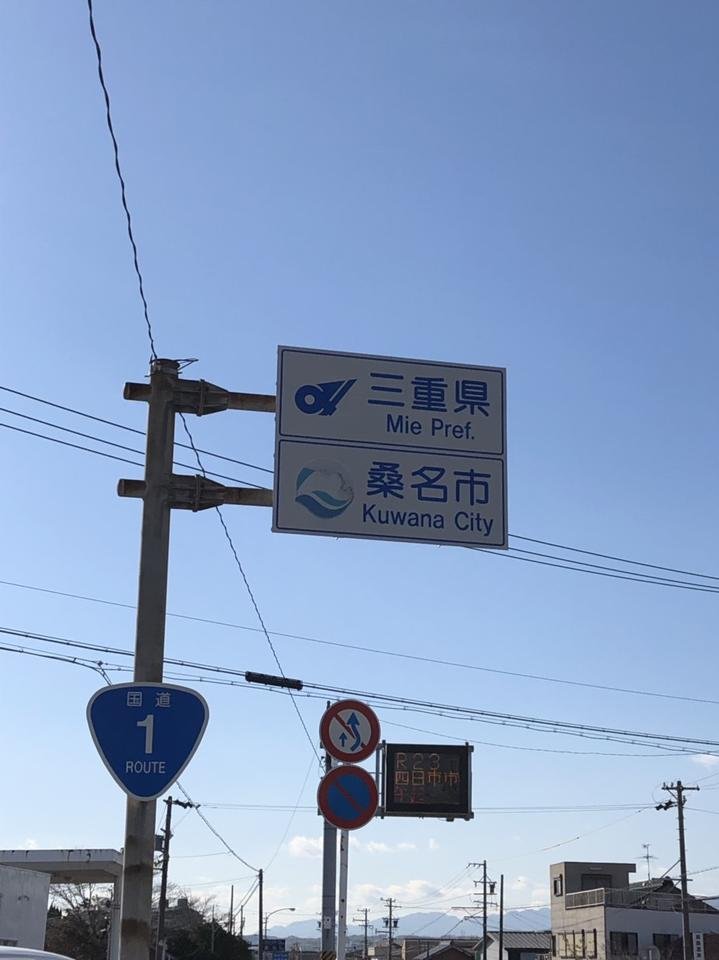 三重県
Mie Pref.
桑名市
Kuwana City
国道
1
ROUTE
R23
四日市市